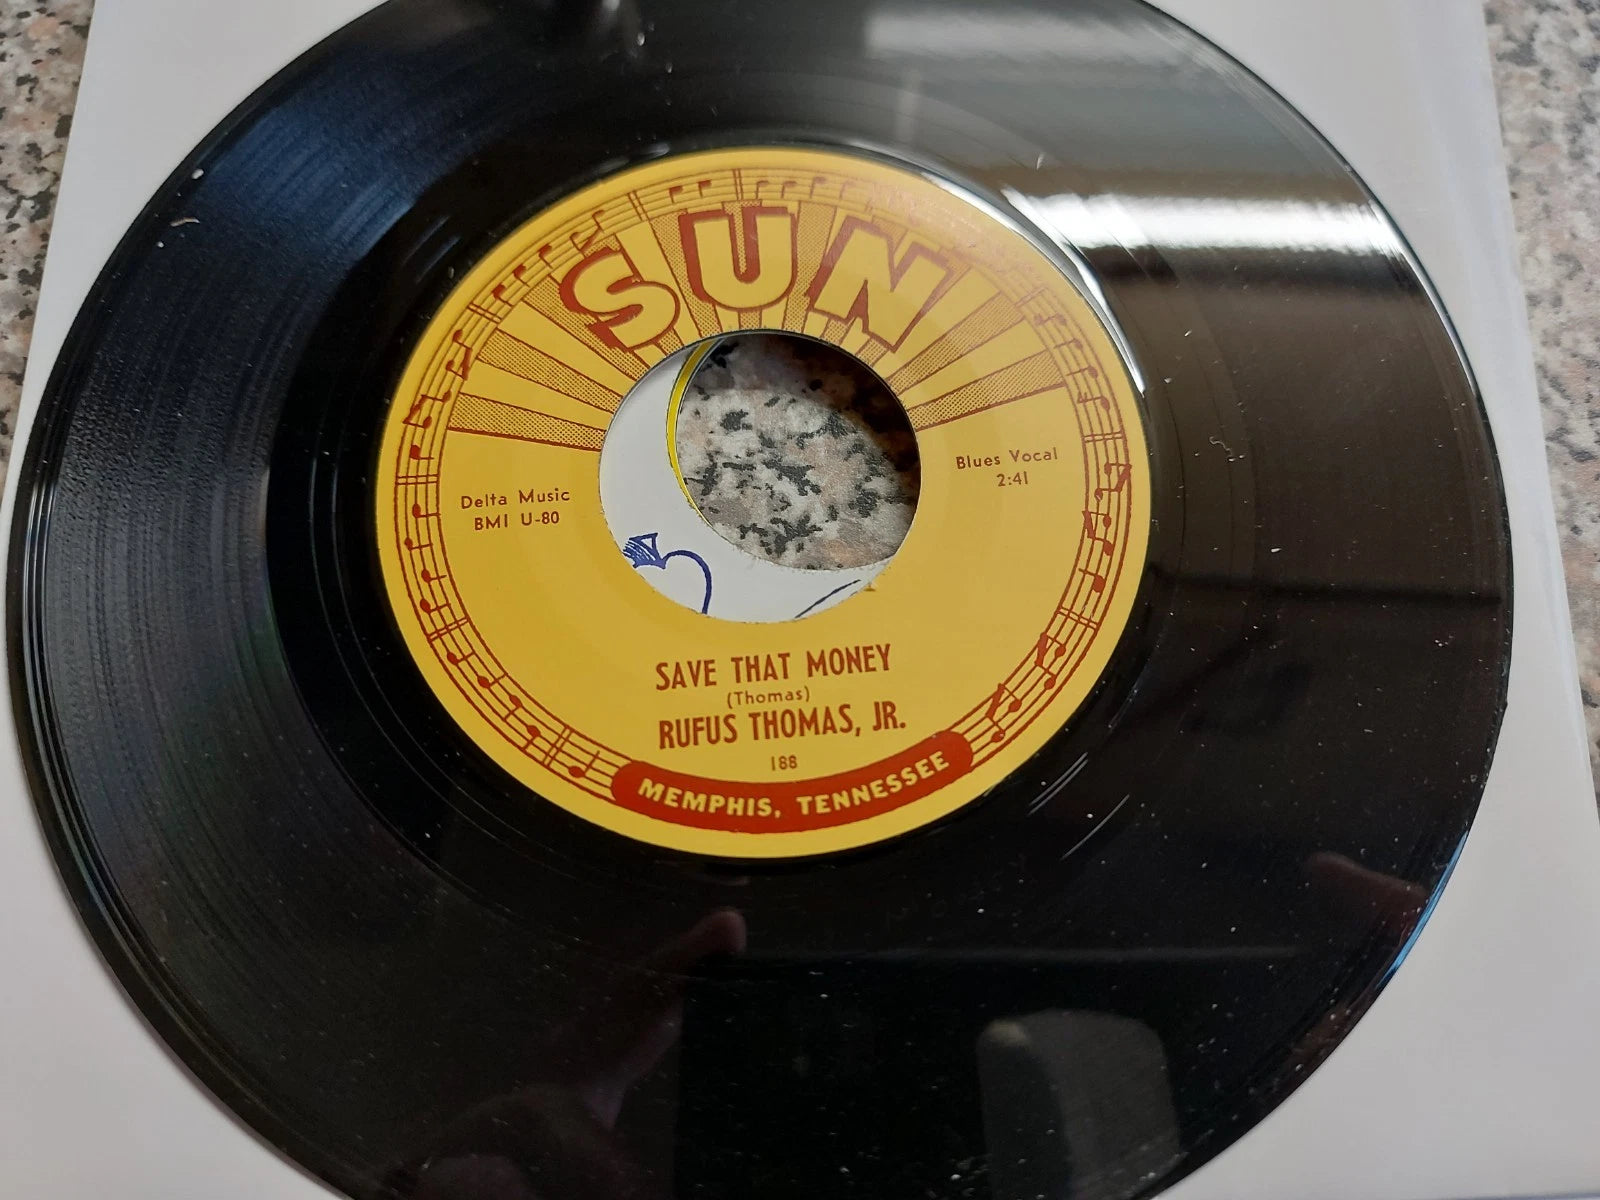 SUN
Delta Music
BMI U-80
Blues Vocal
2:41
SAVE THAT MONEY
(Thomas)
RUFUS THOMAS, JR.
188
MEMPHIS, TENNESSEE